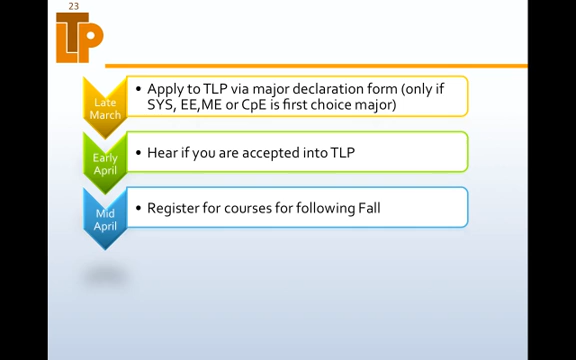 23
TLP
Late
March
• Apply to TLP via major declaration form (only if
SYS, EE,ME or CpE is first choice major)
Early
April
• Hear if you are accepted into TLP
Mid
April
• Register for courses for following Fall